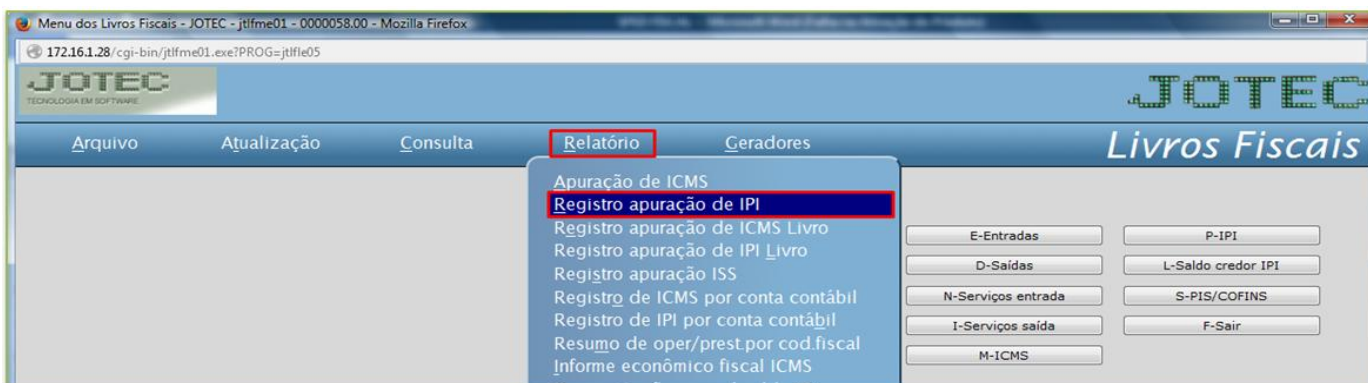 Menu dos Livros Fiscais - JOTEC - jtlfme01 - 0000058.00 - Mozilla Firefox
172.16.1.28/cgi-bin/jtlfme01.exe?PROG=jtlfle05
JOTEC
TECNOLOGIA EM SOFTWARE
JOTEC
Arquivo Atualização Consulta Relatório Geradores Livros Fiscais
Apuração de ICMS
Registro apuração de IPI
Registro apuração de ICMS Livro
Registro apuração de IPI Livro
Registro apuração ISS
Registro de ICMS por conta contábil
Registro de IPI por conta contábil
Resumo de oper/prest.por cod.fiscal
Informe econômico fiscal ICMS
E-Entradas P-IPI
D-Saídas L-Saldo credor IPI
N-Serviços entrada S-PIS/COFINS
I-Serviços saída F-Sair
M-ICMS